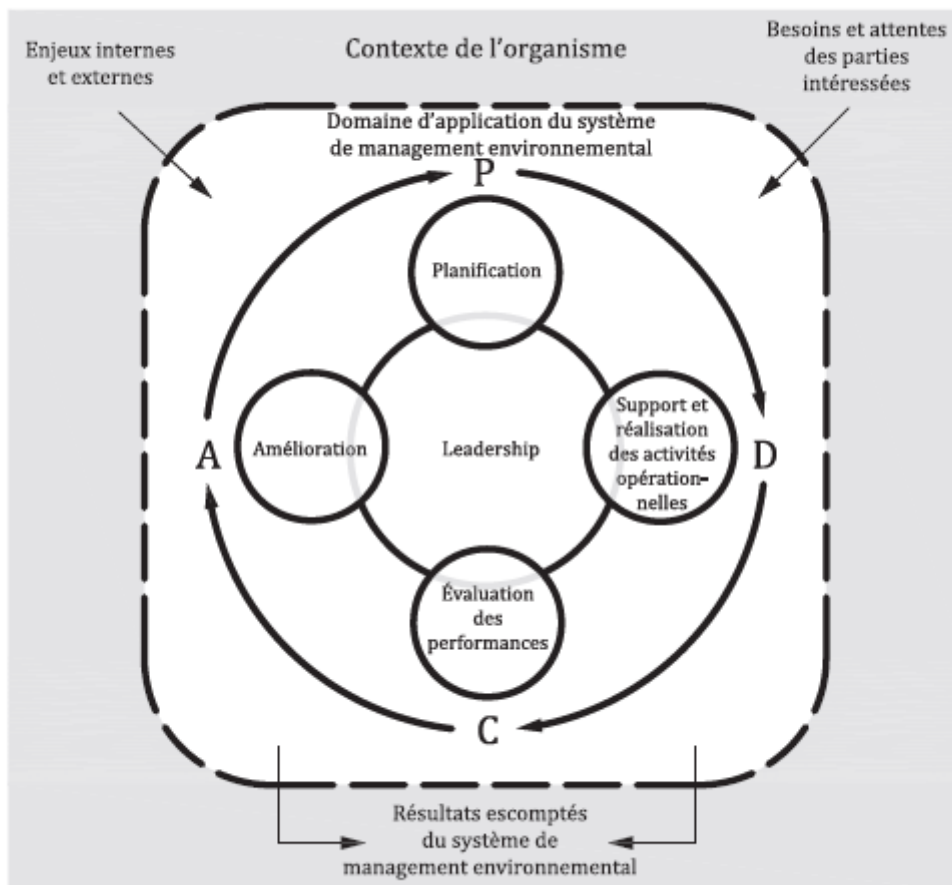 Enjeux internes
et externes
Contexte de l'organisme
Besoins et attentes
des parties
intéressées
Domaine d'application du système
de management environnemental
P
Planification
Amélioration
Leadership
Support et
réalisation
des activités
opération-
nelles
A
D
Évaluation
des
performances
C
Résultats escomptés
du système de
management environnemental